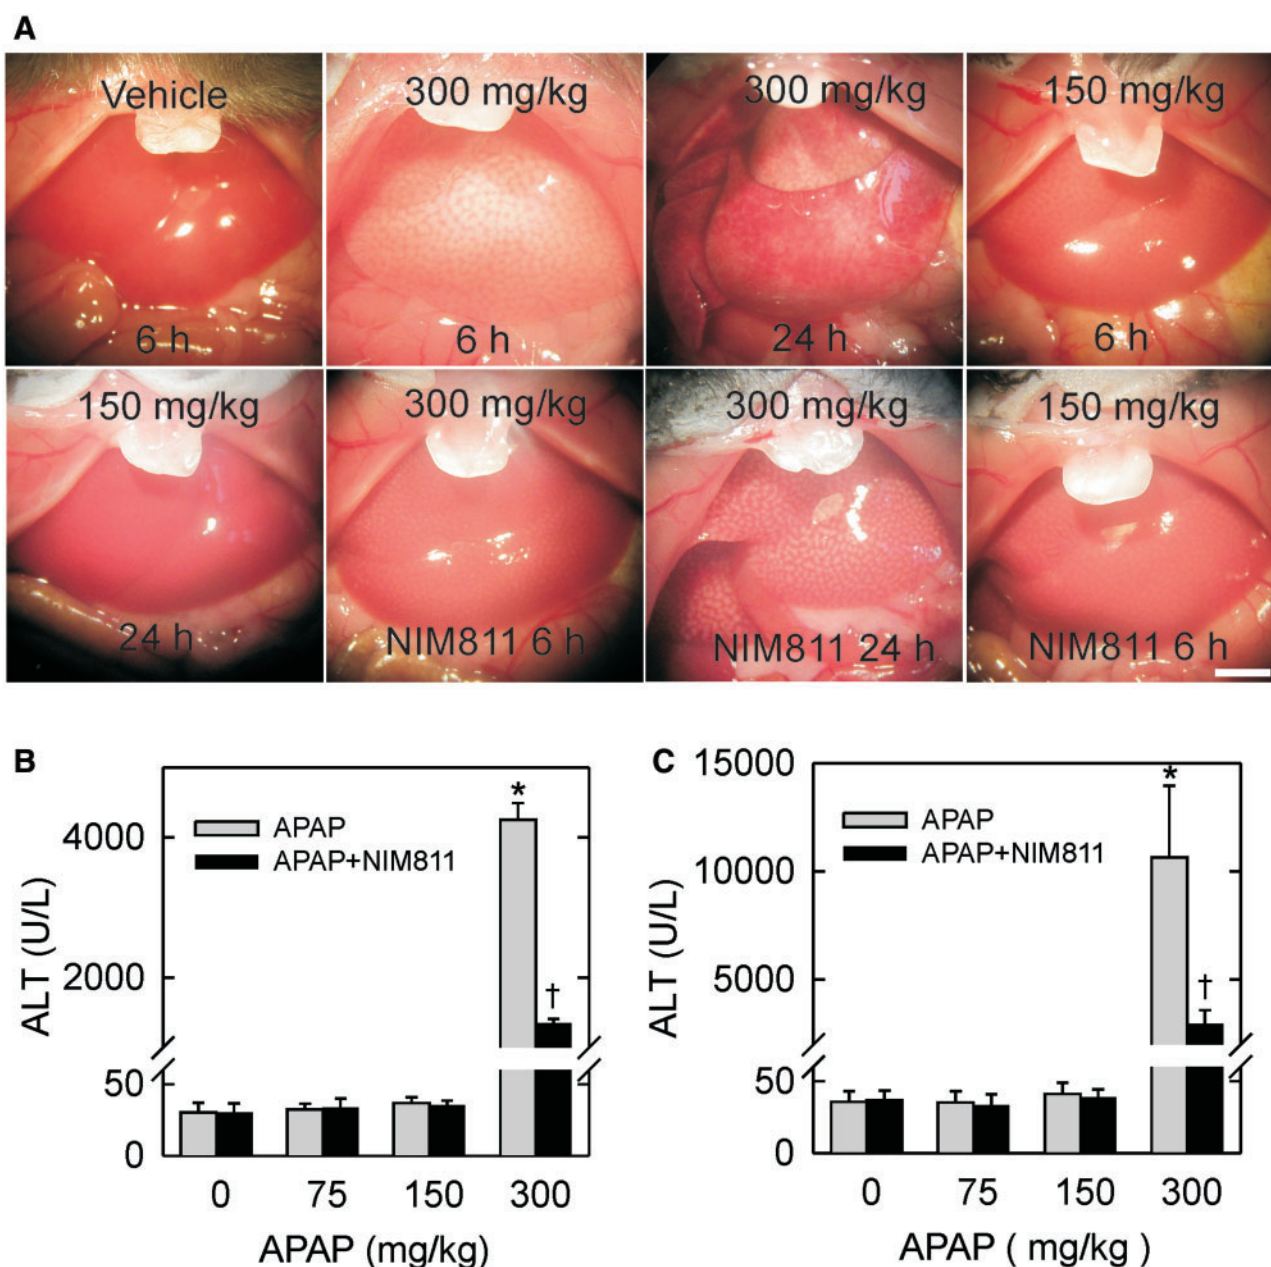 A
Vehicle
6 h
300 mg/kg
6 h
300 mg/kg
24 h
150 mg/kg
6 h
150 mg/kg
24 h
300 mg/kg
NIM811 6 h
300 mg/kg
NIM811 24 h
150 mg/kg
NIM811 6 h
B
ALT (U/L)
4000
2000
50
0
APAP
APAP+NIM811
*
†
0 75 150 300
APAP (mg/kg)
C
ALT (U/L)
15000
10000
5000
50
0
APAP
APAP+NIM811
*
†
0 75 150 300
APAP ( mg/kg )